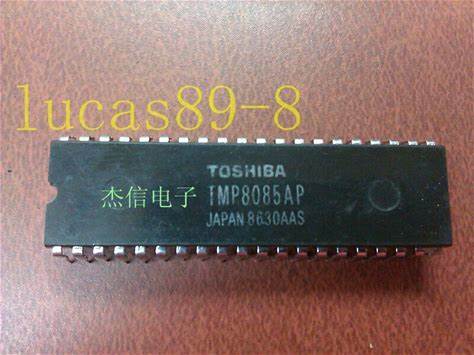 lucas89-8
TOSHIBA
杰信电子 TMP8085AP
JAPAN 8630AAS